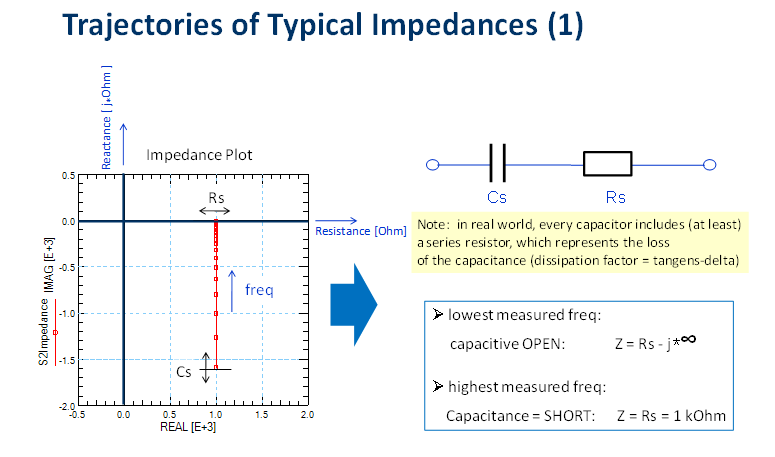 Trajectories of Typical Impedances (1)
Reactance [ j*Ohm ]
Impedance Plot
0.5
0.0
-0.5
-1.0
-1.5
-2.0
-0.5
0.0
0.5
1.0
1.5
2.0
S2Impedance IMAG [E+3]
REAL [E+3]
Rs
Resistance [Ohm]
freq
Cs
Cs
Rs
Note: in real world, every capacitor includes (at least)
a series resistor, which represents the loss
of the capacitance (dissipation factor = tangens-delta)
➢ lowest measured freq:
capacitive OPEN: Z = Rs - j*∞
➢ highest measured freq:
Capacitance = SHORT: Z = Rs = 1 kOhm